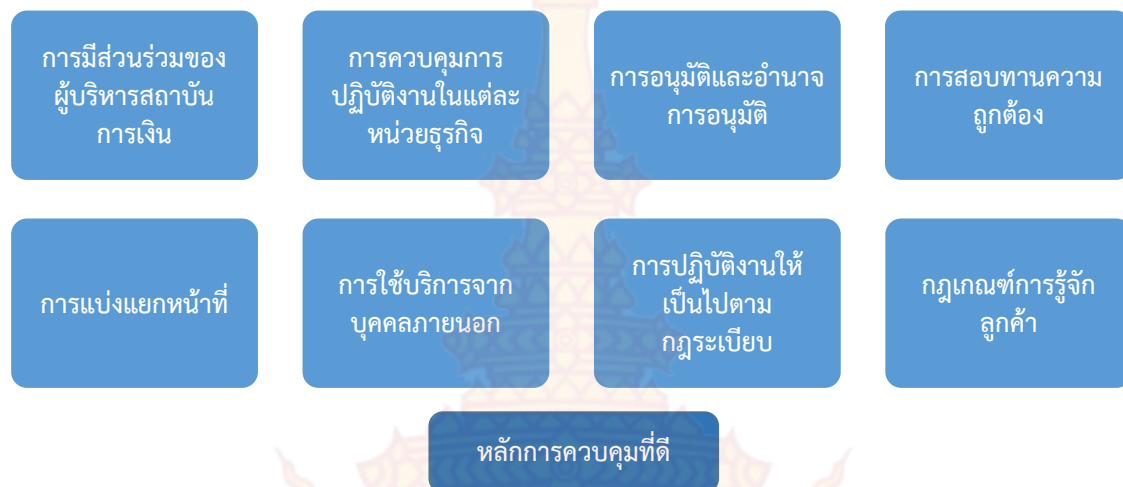 การมีส่วนร่วมของ
ผู้บริหารสถาบัน
การเงิน
การควบคุมการ
ปฏิบัติงานในแต่ละ
หน่วยธุรกิจ
การอนุมัติและอำนาจ
การอนุมัติ
การสอบทานความ
ถูกต้อง
การแบ่งแยกหน้าที่
การใช้บริการจาก
บุคคลภายนอก
การปฏิบัติงานให้
เป็นไปตาม
กฎระเบียบ
กฎเกณฑ์การรู้จัก
ลูกค้า
หลักการควบคุมที่ดี